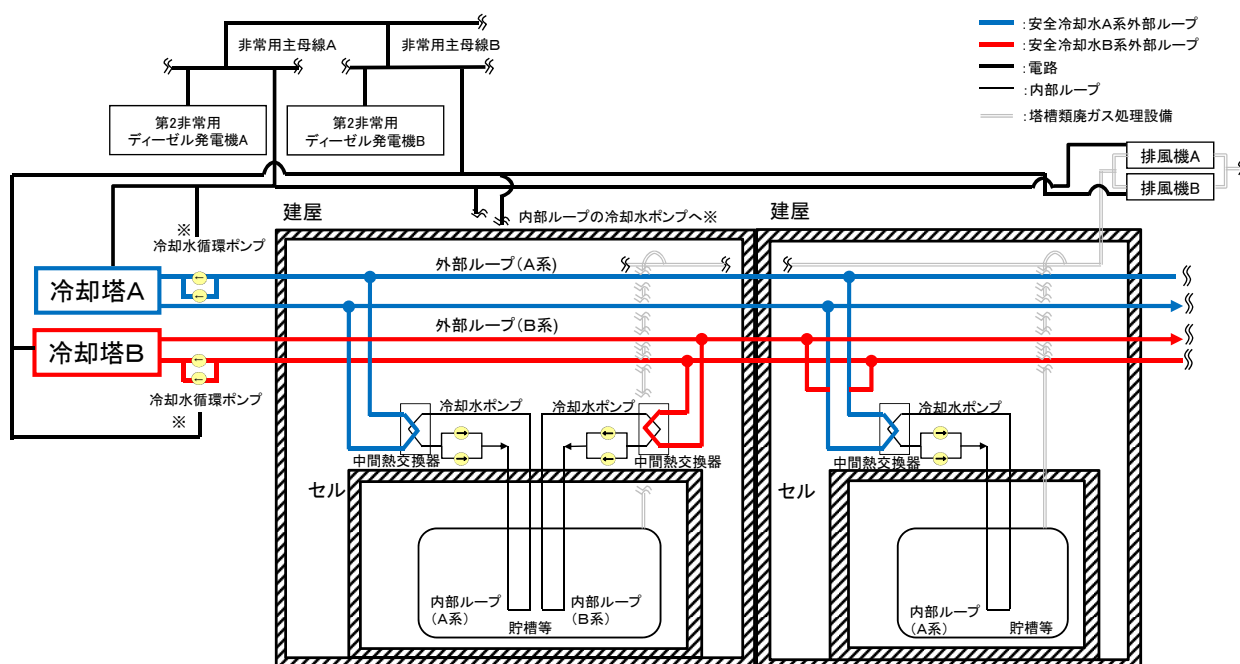 非常用主母線A
非常用主母線B
第2非常用
ディーゼル発電機A
第2非常用
ディーゼル発電機B
:安全冷却水A系外部ループ
:安全冷却水B系外部ループ
:電路
:内部ループ
:塔槽類廃ガス処理設備
排風機A
排風機B
建屋
内部ループの冷却水ポンプへ※
建屋
※
冷却水循環ポンプ
外部ループ(A系)
冷却塔A
外部ループ(B系)
冷却塔B
冷却水循環ポンプ
※
冷却水ポンプ
冷却水ポンプ
冷却水ポンプ
中間熱交換器
中間熱交換器
中間熱交換器
セル
セル
内部ループ
(A系)
内部ループ
(B系)
貯槽等
内部ループ
(A系)
貯槽等